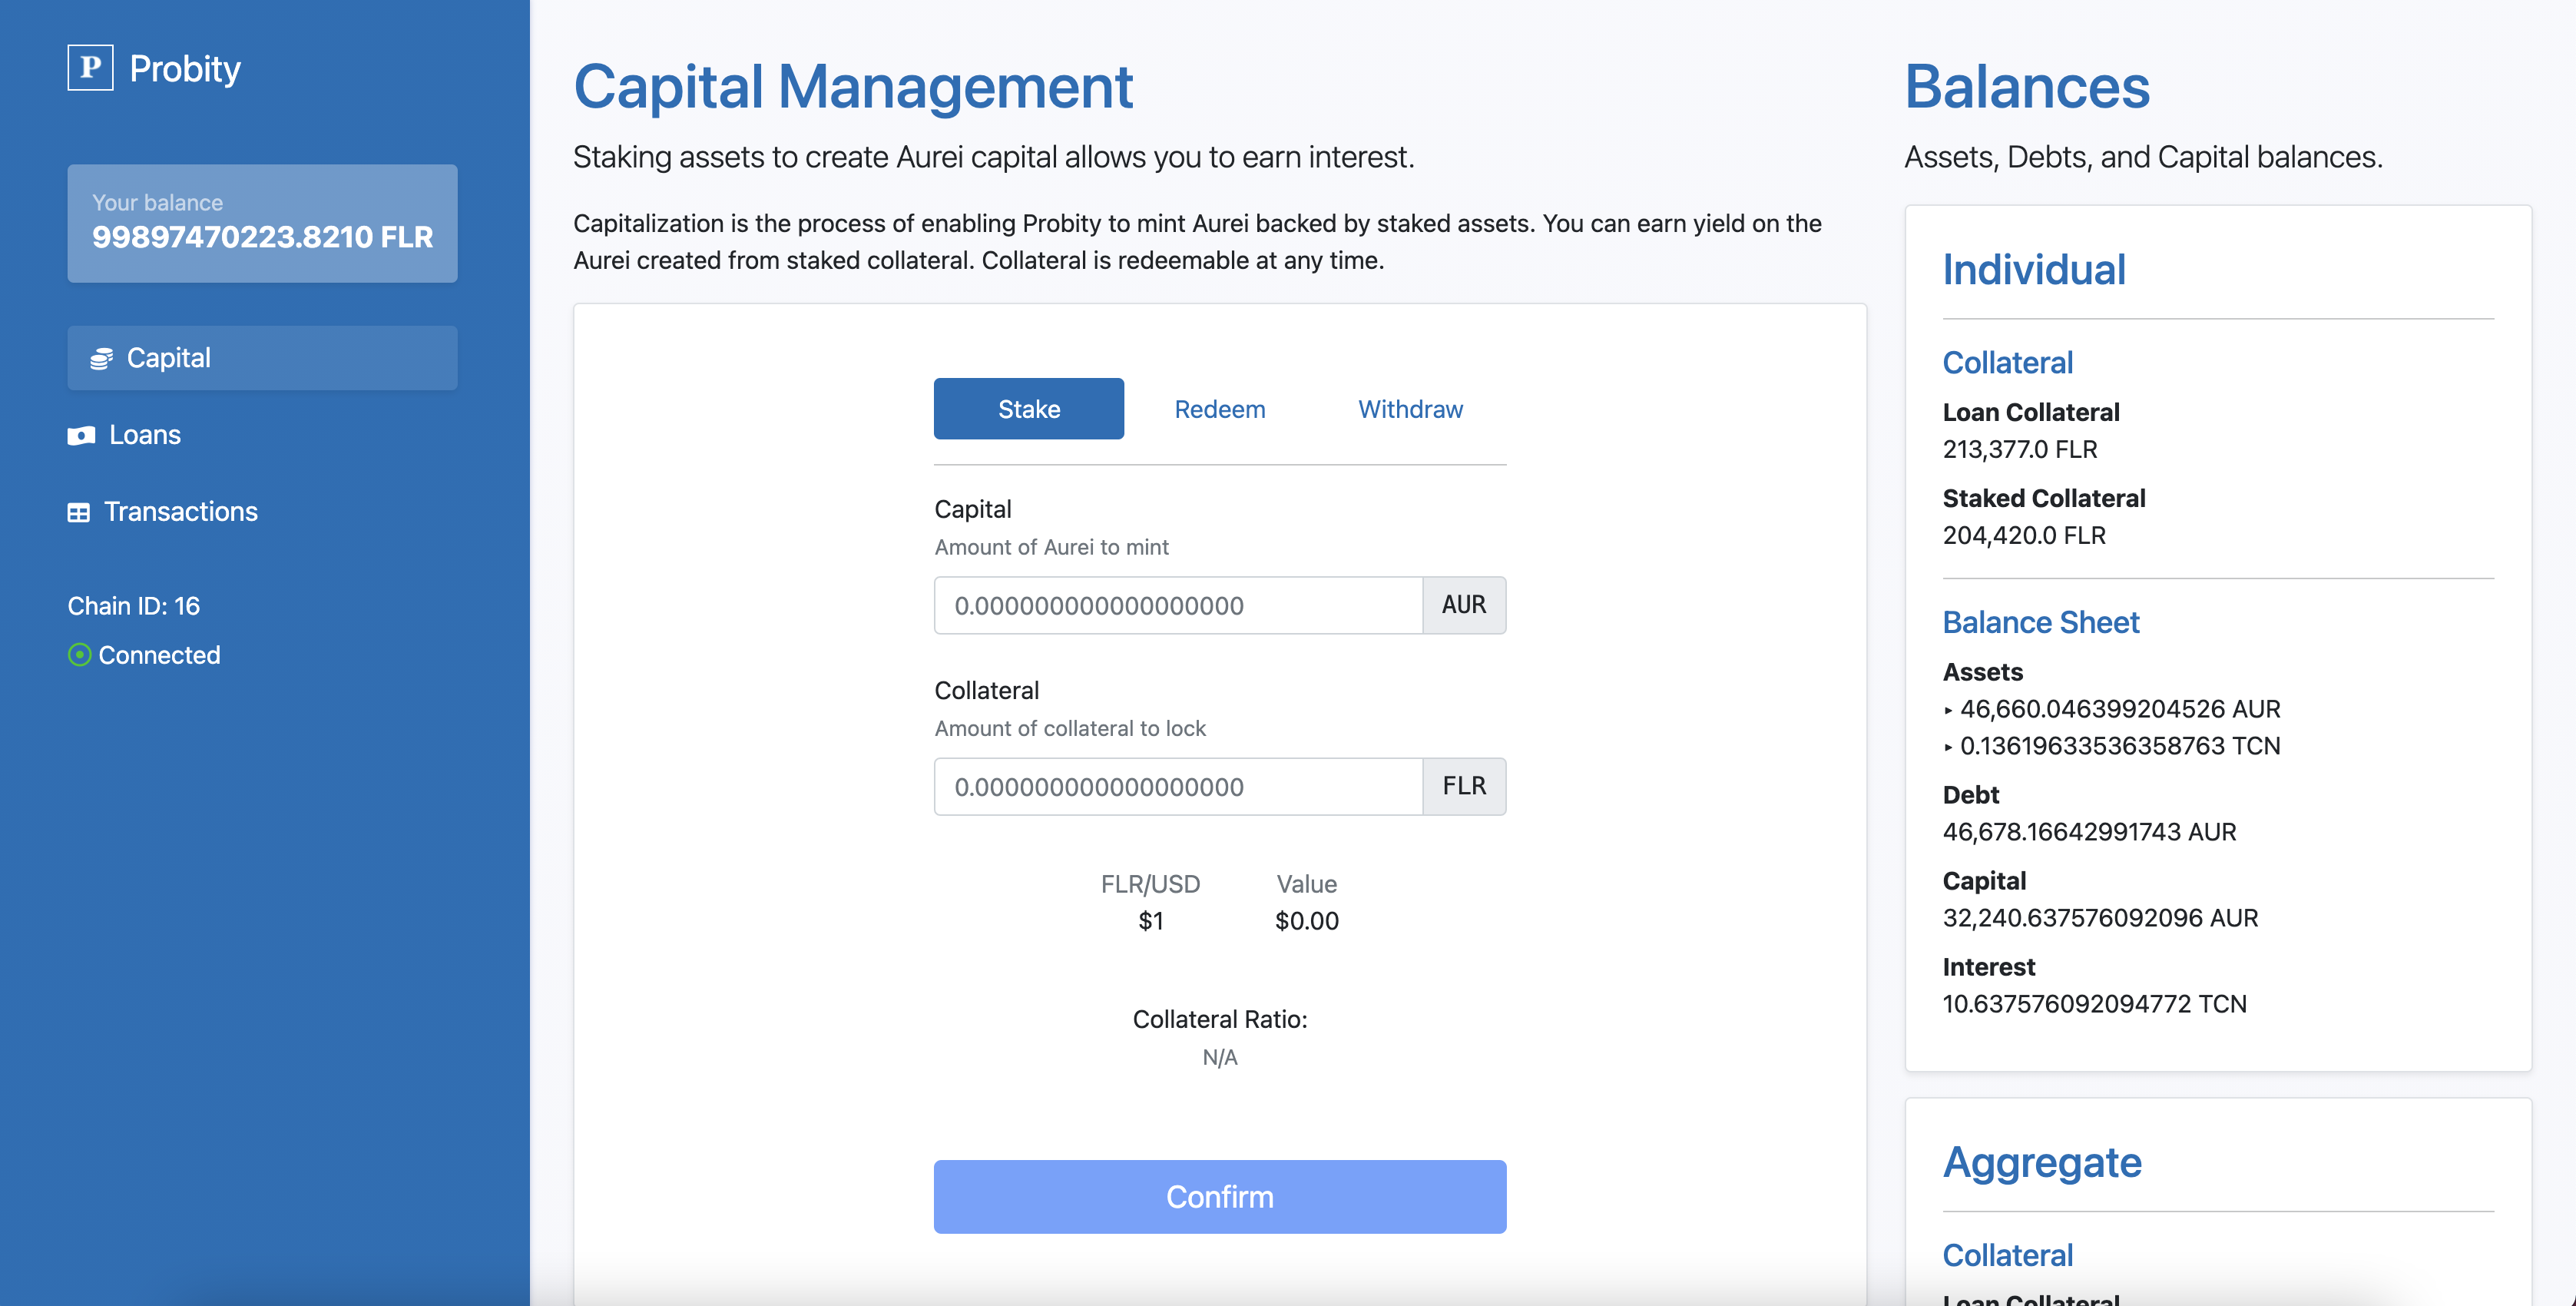 P Probity
Your balance
99897470223.8210 FLR
Capital
Loans
Transactions
Chain ID: 16
Connected
Capital Management
Staking assets to create Aurei capital allows you to earn interest.
Capitalization is the process of enabling Probity to mint Aurei backed by staked assets. You can earn yield on the
Aurei created from staked collateral. Collateral is redeemable at any time.
Stake Redeem Withdraw
Capital
Amount of Aurei to mint
0.000000000000000000 AUR
Collateral
Amount of collateral to lock
0.000000000000000000 FLR
FLR/USD Value
$1 $0.00
Collateral Ratio:
N/A
Confirm
Balances
Assets, Debts, and Capital balances.
Individual
Collateral
Loan Collateral
213,377.0 FLR
Staked Collateral
204,420.0 FLR
Balance Sheet
Assets
▸ 46,660.046399204526 AUR
▸ 0.13619633536358763 TCN
Debt
46,678.16642991743 AUR
Capital
32,240.637576092096 AUR
Interest
10.637576092094772 TCN
Aggregate
Collateral
Loan Collateral